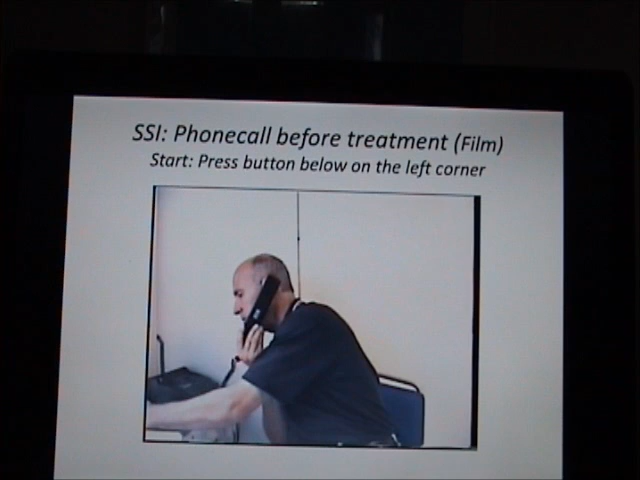 SSI: Phonecall before treatment (Film)
Start: Press button below on the left corner